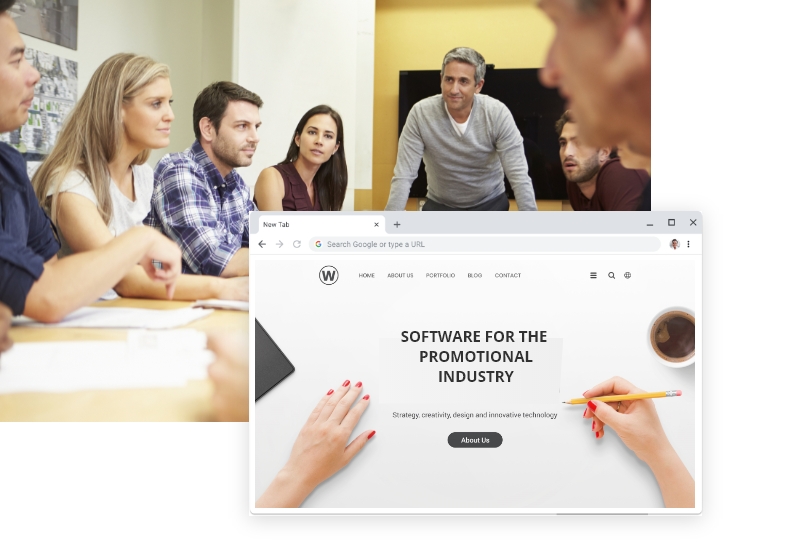 New Tab
Search Google or type a URL
W
HOME ABOUT US PORTFOLIO BLOG CONTACT
SOFTWARE FOR THE
PROMOTIONAL
INDUSTRY
Strategy, creativity, design and innovative technology
About Us